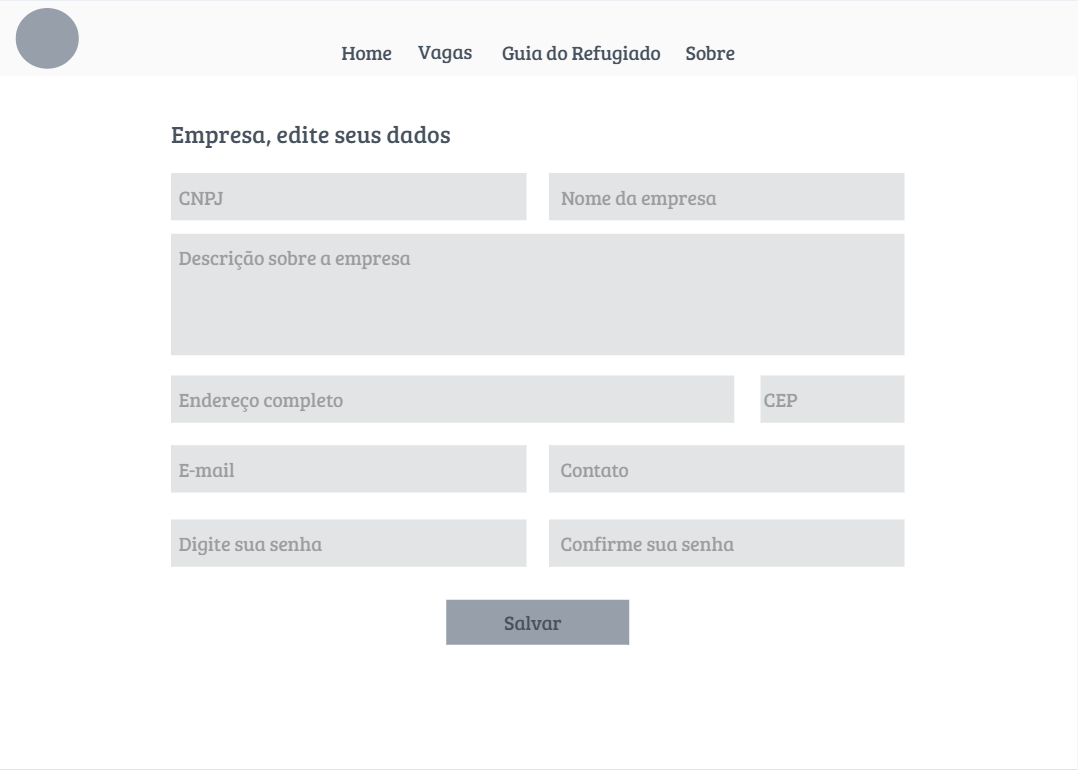 Home Vagas Guia do Refugiado Sobre
Empresa, edite seus dados
CNPJ Nome da empresa
Descrição sobre a empresa
Endereço completo CEP
E-mail Contato
Digite sua senha Confirme sua senha
Salvar